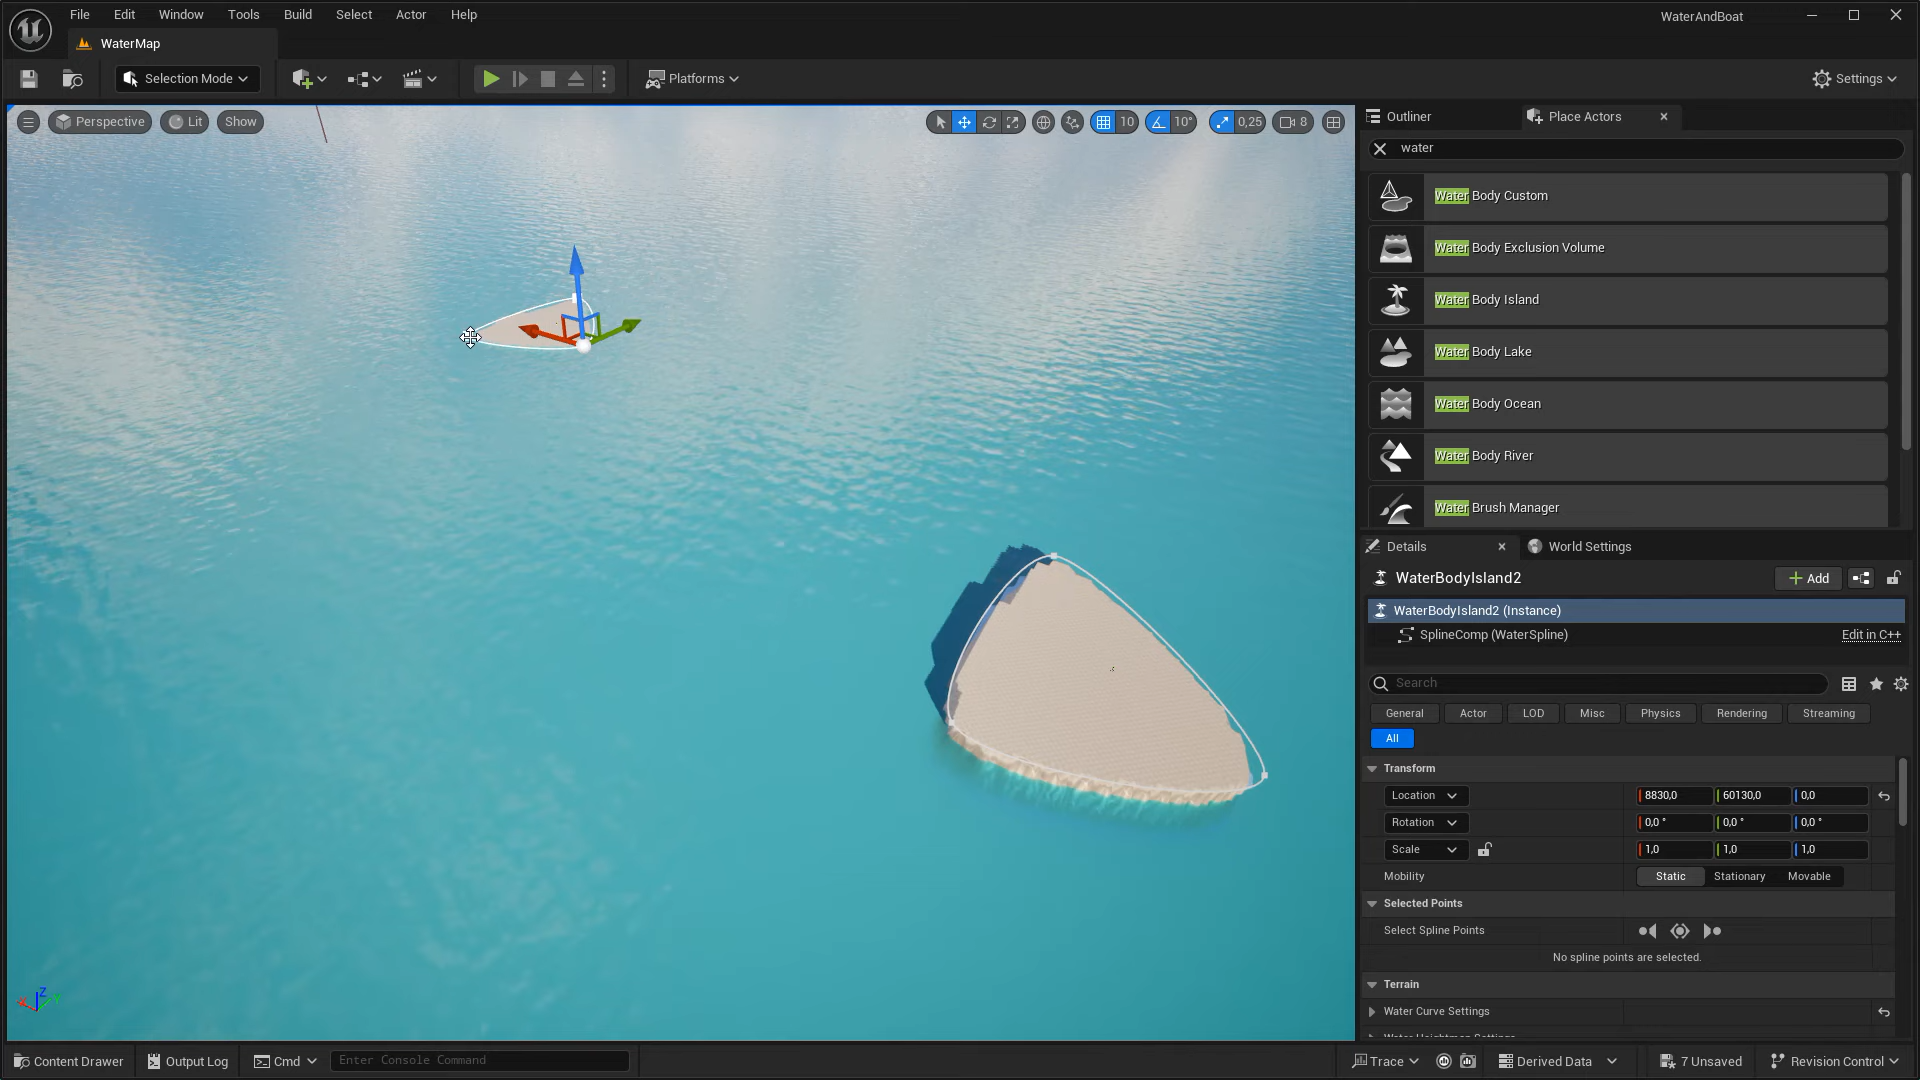 File Edit Window Tools Build Select Actor Help
WaterAndBoat
WaterMap
Selection Mode
Platforms
Settings
Perspective Lit Show
10 10° 0,25 8
Outliner
Place Actors
water
Water Body Custom
Water Body Exclusion Volume
Water Body Island
Water Body Lake
Water Body Ocean
Water Body River
Water Brush Manager
Details
World Settings
WaterBodyIsland2
Add
WaterBodyIsland2 (Instance)
SplineComp (WaterSpline) Edit in C++
Search
General Actor LOD Misc Physics Rendering Streaming
All
Transform
Location 8830,0 60130,0 0,0
Rotation 0,0 ° 0,0 ° 0,0 °
Scale 1,0 1,0 1,0
Mobility Static Stationary Movable
Selected Points
Select Spline Points
No spline points are selected.
Terrain
Water Curve Settings
Water Heightmap Settings
X Z Y
Content Drawer Output Log Cmd Enter Console Command Trace Derived Data 7 Unsaved Revision Control